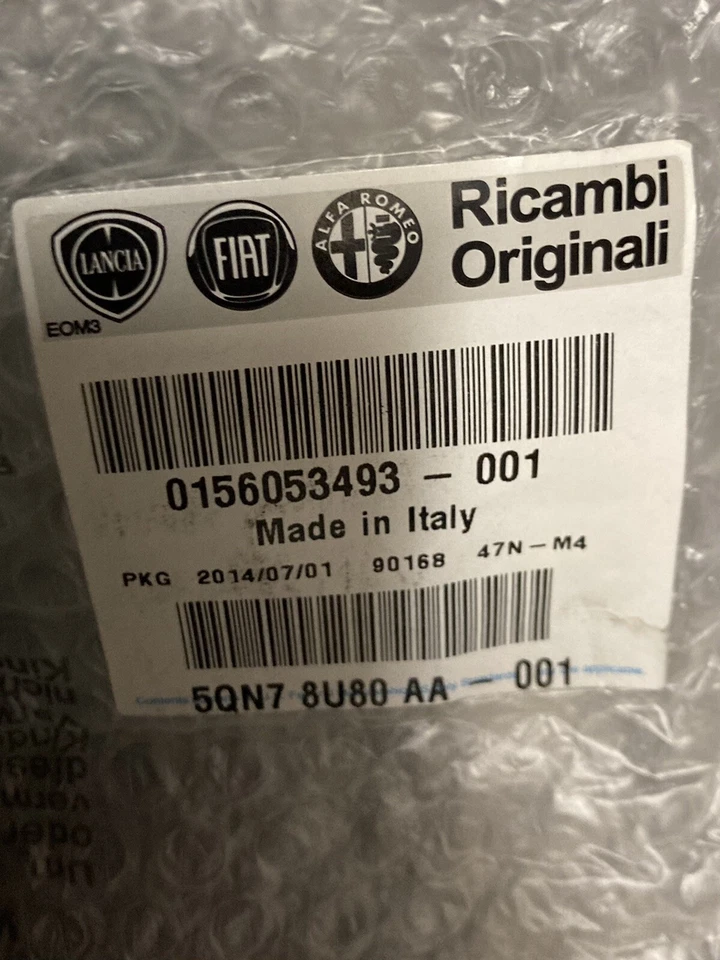 LANCIA
FIAT
ALFA ROMEO
Ricambi
Originali
EOM3
0156053493 - 001
Made in Italy
PKG 2014/07/01 90168 47N-M4
5QN7 8U80 AA - 001